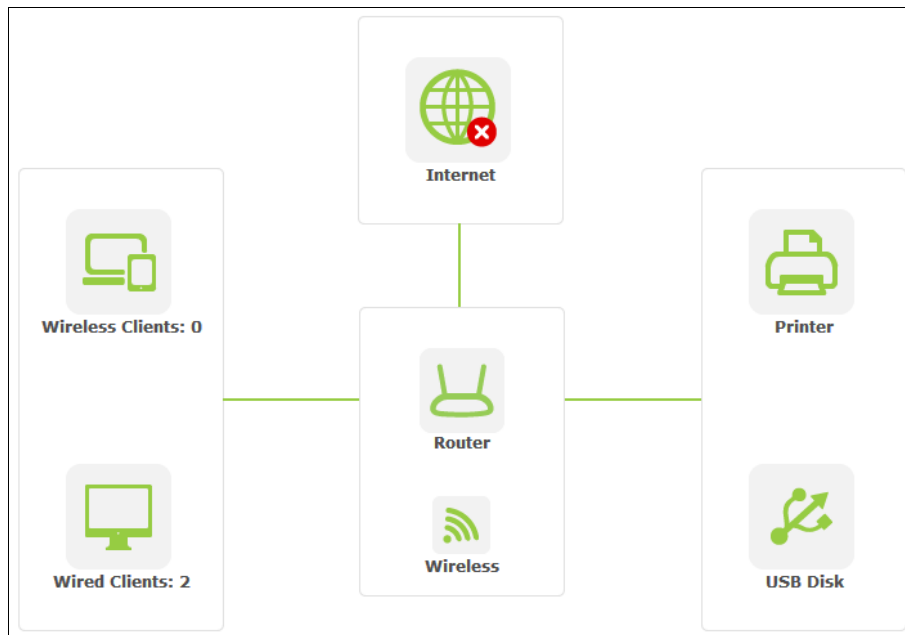 Internet
Wireless Clients: 0
Printer
Router
Wireless
Wired Clients: 2
USB Disk